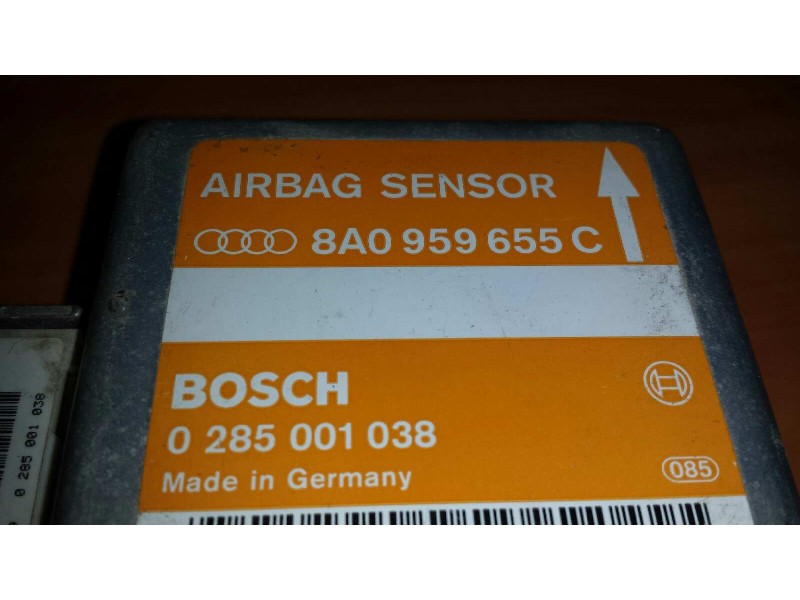 AIRBAG SENSOR
8A0 959 655 C
BOSCH
0 285 001 038
Made in Germany
085
0 285 001 038